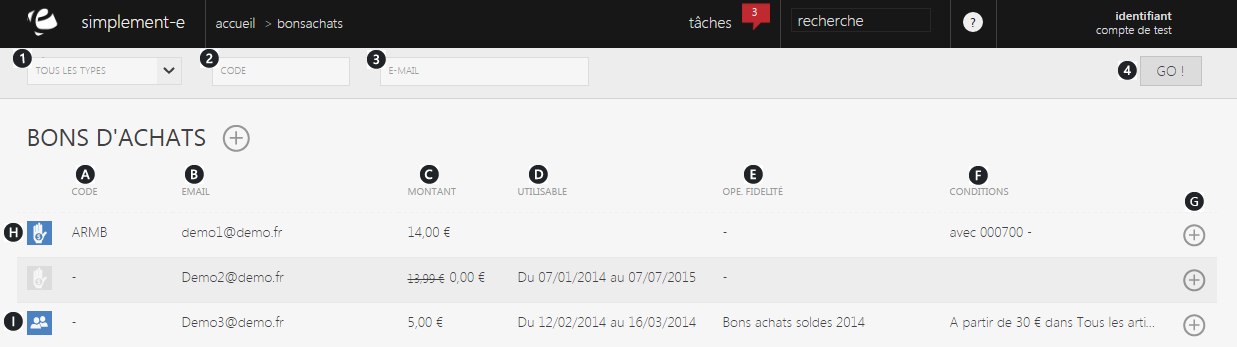 simplement-e accueil > bonsachats tâches 3 recherche ? identifiant
compte de test
1 TOUS LES TYPES 2 CODE 3 E-MAIL 4 GO !
BONS D'ACHATS
A B C D E F
CODE EMAIL MONTANT UTILISABLE OPE. FIDELITÉ CONDITIONS
G
H ARMB demo1@demo.fr 14,00 € - avec 000700 -
- Demo2@demo.fr 13,99 € 0,00 € Du 07/01/2014 au 07/07/2015 -
I - Demo3@demo.fr 5,00 € Du 12/02/2014 au 16/03/2014 Bons achats soldes 2014 A partir de 30 € dans Tous les arti...